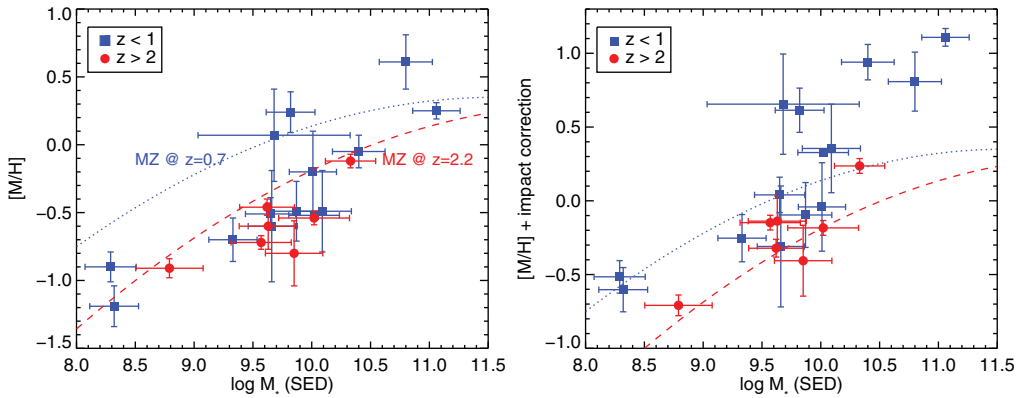 z < 1
z > 2
MZ @ z=0.7
MZ @ z=2.2
[M/H]
0.5
0.0
−0.5
−1.0
−1.5
8.0 8.5 9.0 9.5 10.0 10.5 11.0 11.5
log M* (SED)
z < 1
z > 2
[M/H] + impact correction
1.0
0.5
0.0
−0.5
−1.0
8.0 8.5 9.0 9.5 10.0 10.5 11.0 11.5
log M* (SED)